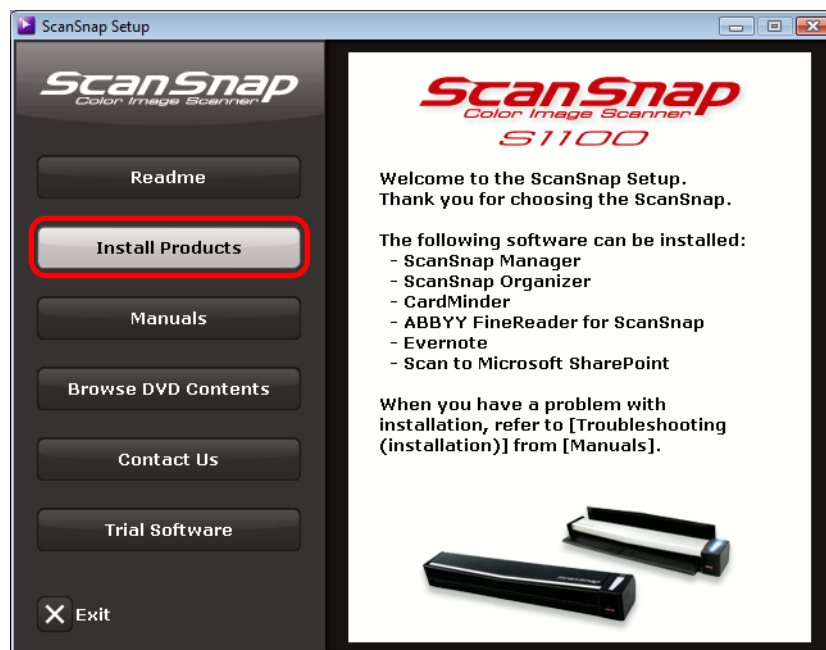 ScanSnap Setup
ScanSnap
Color Image Scanner
Readme
Install Products
Manuals
Browse DVD Contents
Contact Us
Trial Software
Exit
ScanSnap
Color Image Scanner
S1100
Welcome to the ScanSnap Setup.
Thank you for choosing the ScanSnap.
The following software can be installed:
- ScanSnap Manager
- ScanSnap Organizer
- CardMinder
- ABBYY FineReader for ScanSnap
- Evernote
- Scan to Microsoft SharePoint
When you have a problem with
installation, refer to [Troubleshooting
(installation)] from [Manuals].